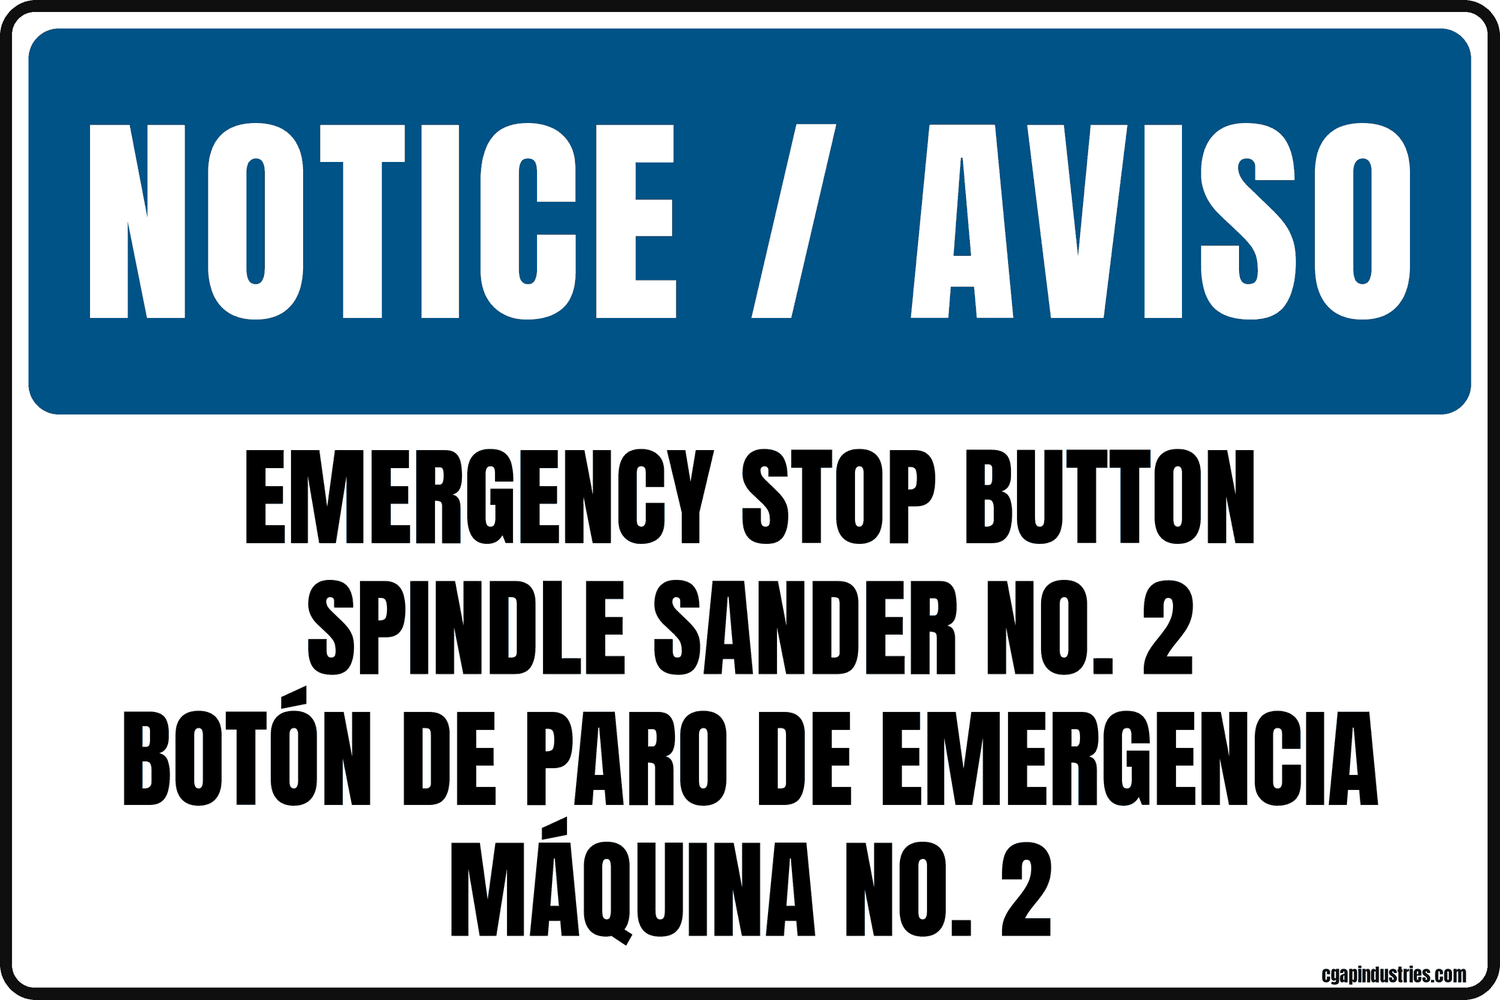 NOTICE / AVISO
EMERGENCY STOP BUTTON
SPINDLE SANDER NO. 2
BOTÓN DE PARO DE EMERGENCIA
MÁQUINA NO. 2
cgapindustries.com